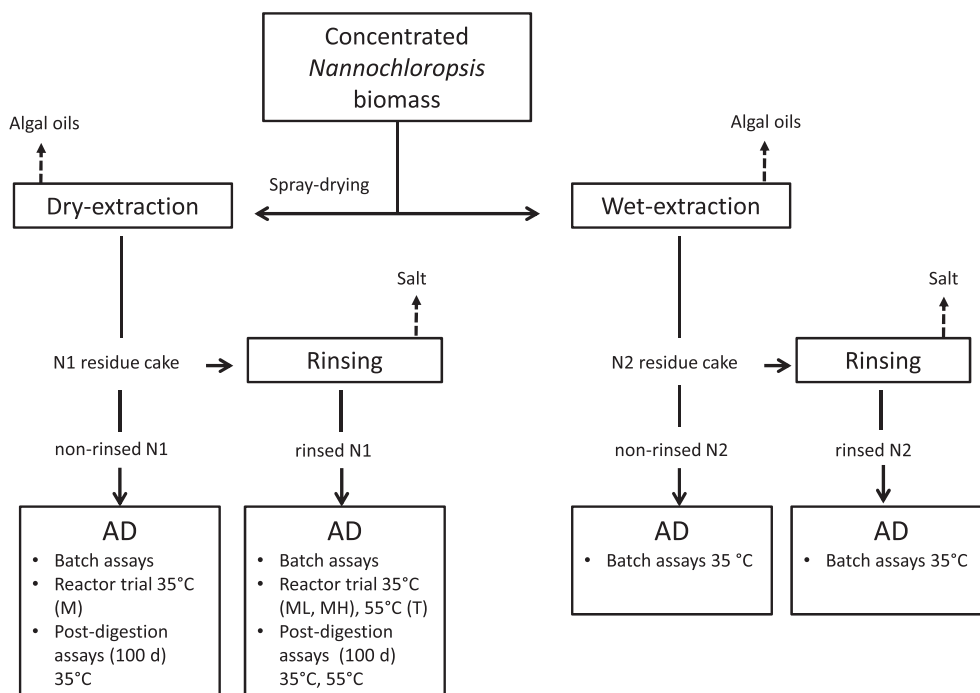 Concentrated
Nannochloropsis
biomass
Algal oils
Algal oils
Spray-drying
Dry-extraction
Wet-extraction
Salt
Salt
N1 residue cake
Rinsing
N2 residue cake
Rinsing
non-rinsed N1
rinsed N1
non-rinsed N2
rinsed N2
AD
• Batch assays
• Reactor trial 35°C
(M)
• Post-digestion
assays (100 d)
35°C
AD
• Batch assays
• Reactor trial 35°C
(ML, MH), 55°C (T)
• Post-digestion
assays (100 d)
35°C, 55°C
AD
• Batch assays 35 °C
AD
• Batch assays 35°C